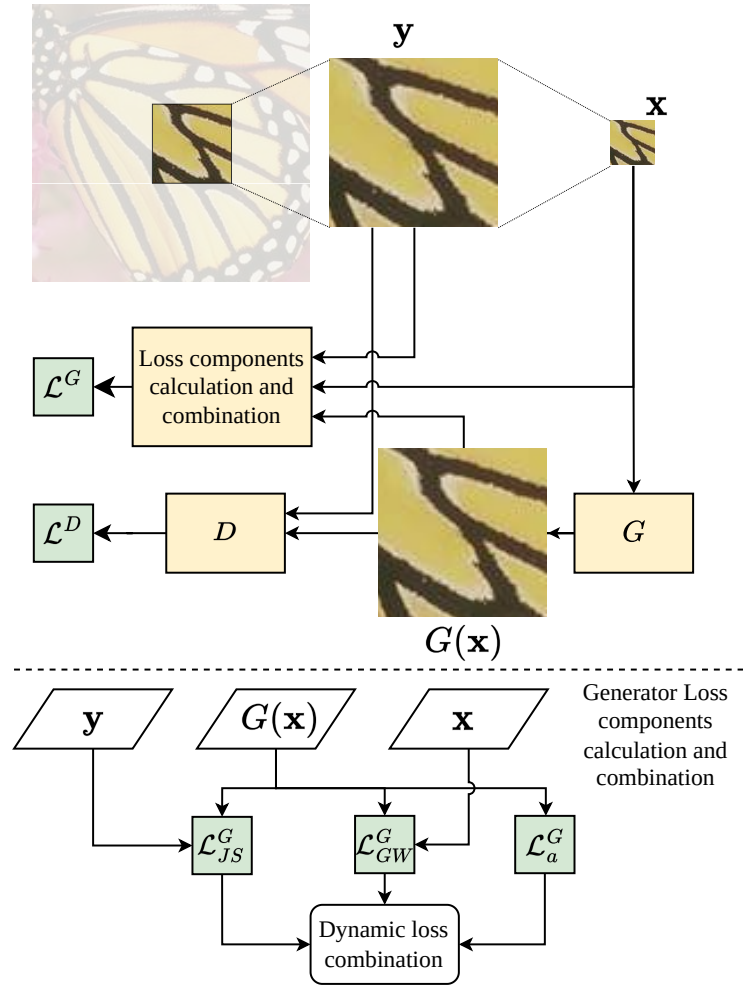 y
x
Loss components
calculation and
combination
ℒ^G
ℒ^D
D
G
G(x)
Generator Loss
components
calculation and
combination
y
G(x)
x
ℒ^G_JS
ℒ^G_GW
ℒ^G_a
Dynamic loss
combination